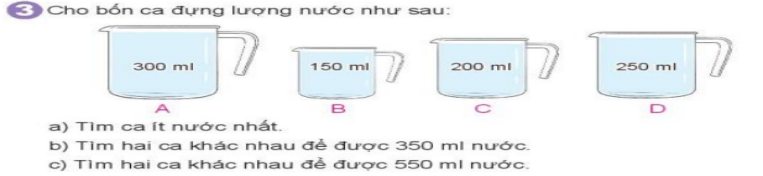 3 Cho bốn ca đựng lượng nước như sau:
300 ml 150 ml 200 ml 250 ml
A B C D
a) Tìm ca ít nước nhất.
b) Tìm hai ca khác nhau để được 350 ml nước.
c) Tìm hai ca khác nhau để được 550 ml nước.